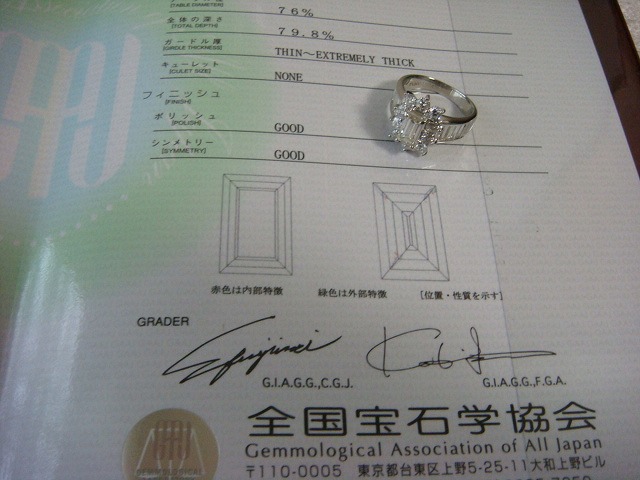 [TABLE DIAMETER]
76%
全体の深さ
[TOTAL DEPTH]
79.8%
ガードル厚
[GIRDLE THICKNESS]
THIN~EXTREMELY THICK
キューレット
[CULET SIZE]
NONE
フィニッシュ
[FINISH]
ポリッシュ
[POLISH]
GOOD
シンメトリー
[SYMMETRY]
GOOD
赤色は内部特徴 緑色は外部特徴 [位置・性質を示す]
GRADER
G.I.A.G.G.,C.G.J. G.I.A.G.G.,F.G.A.
全国宝石学協会
Gemmological Association of All Japan
〒110-0005 東京都台東区上野5-25-11大和上野ビル
GEMMOLOGICAL